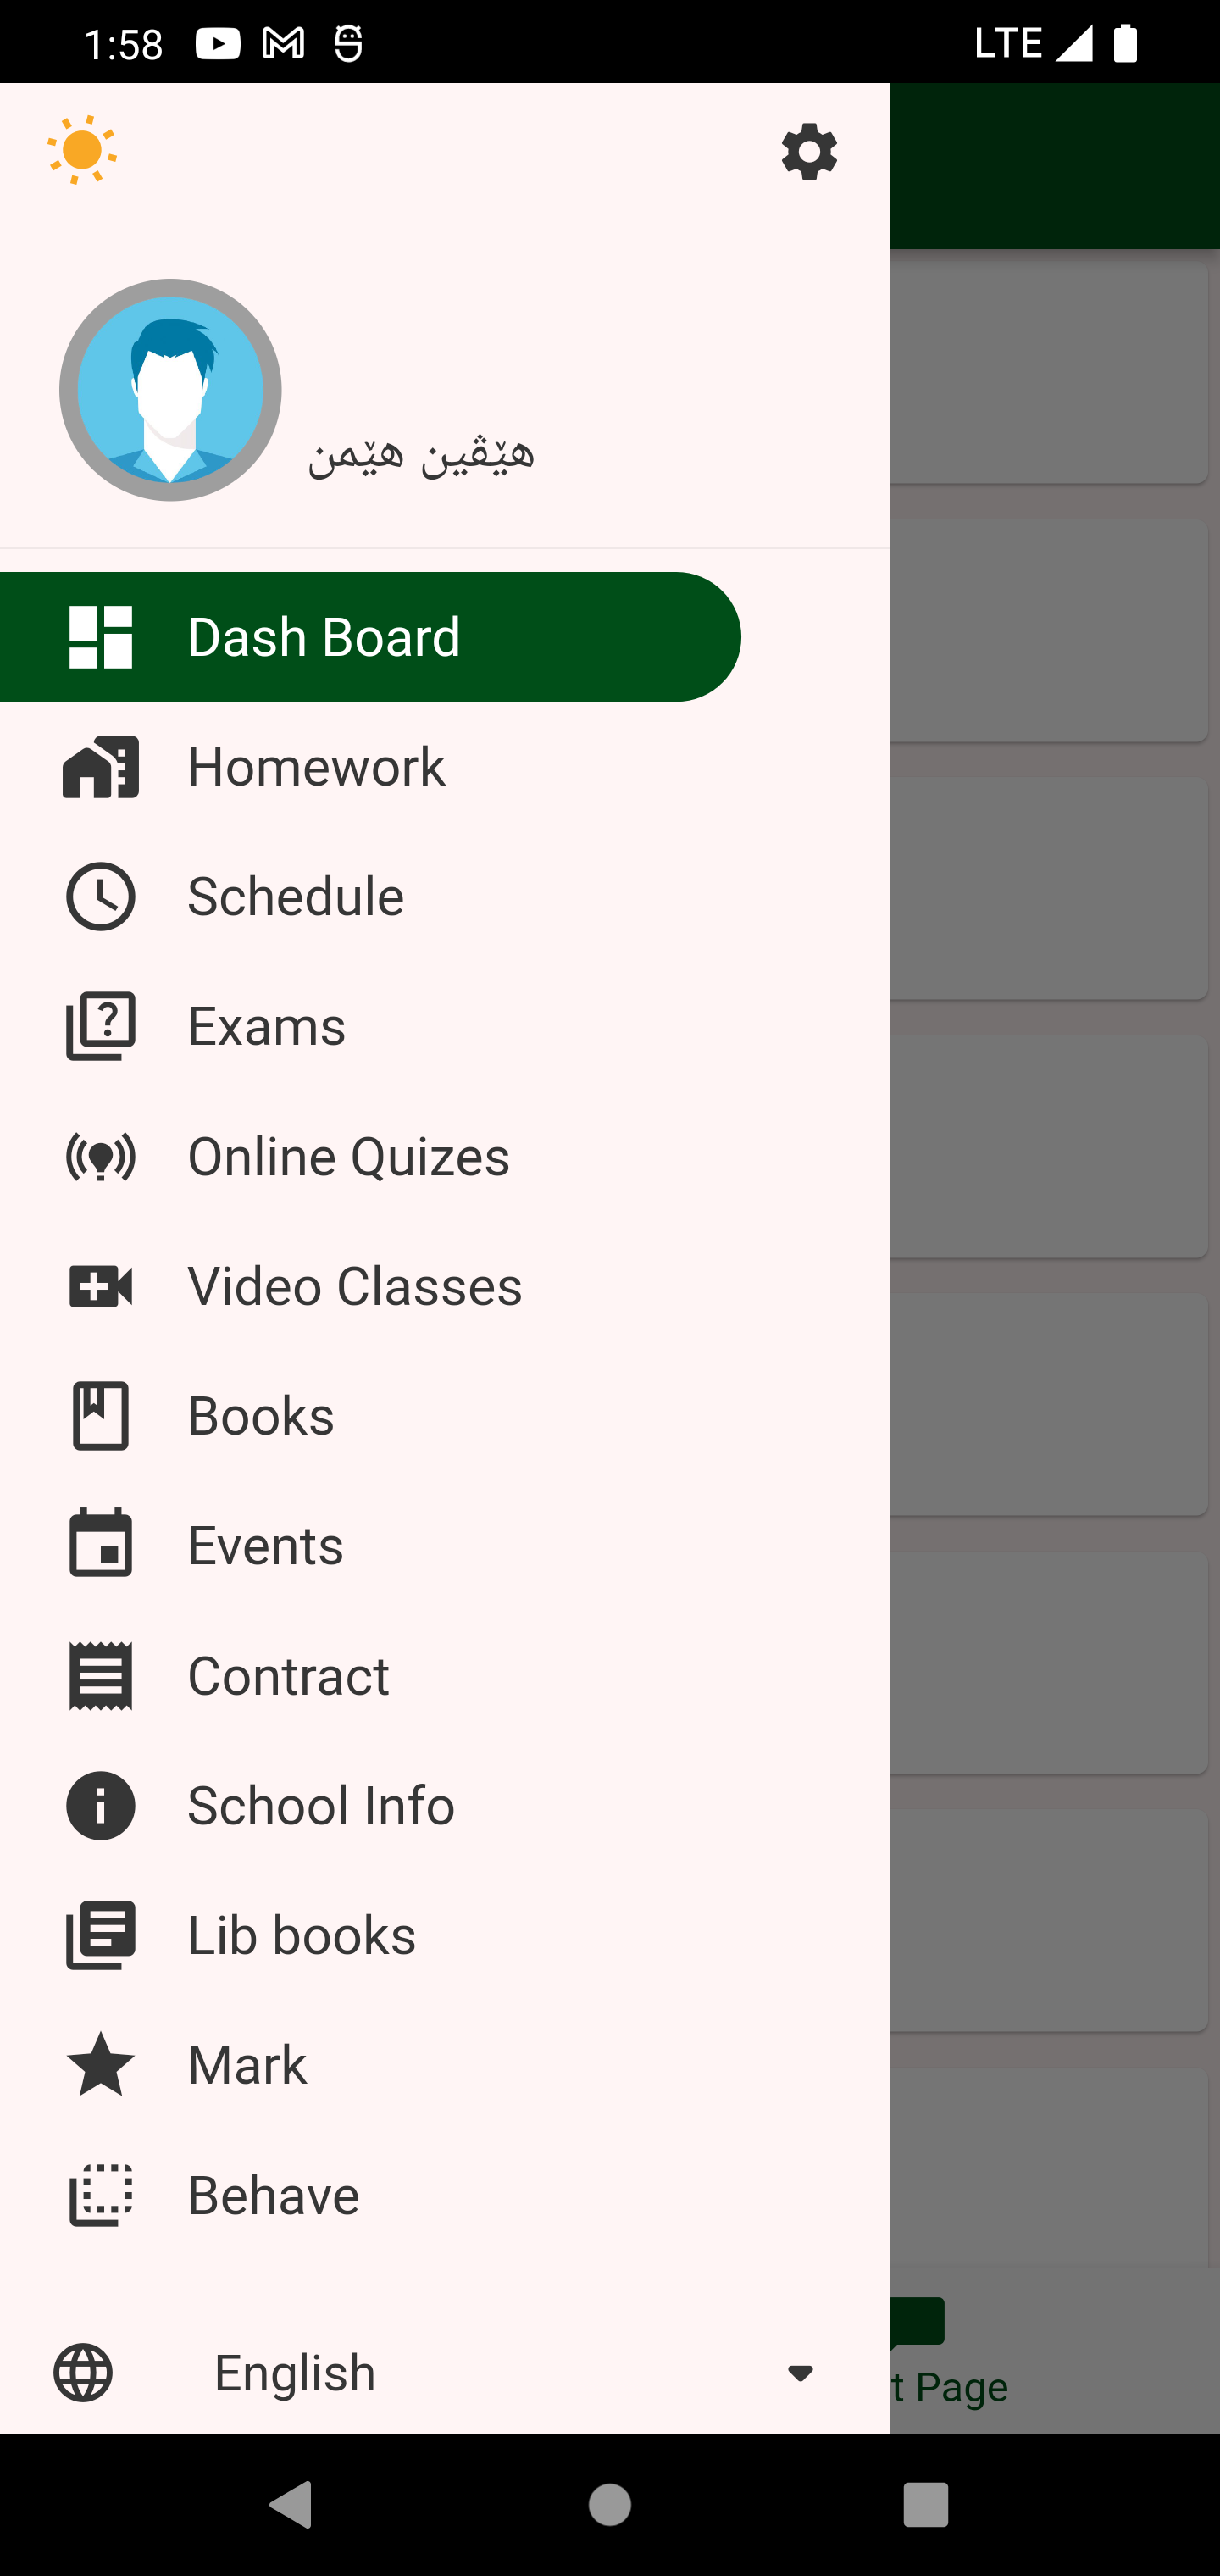 1:58
LTE
هێڤین هێمن
Dash Board
Homework
Schedule
Exams
Online Quizes
Video Classes
Books
Events
Contract
School Info
Lib books
Mark
Behave
English
t Page